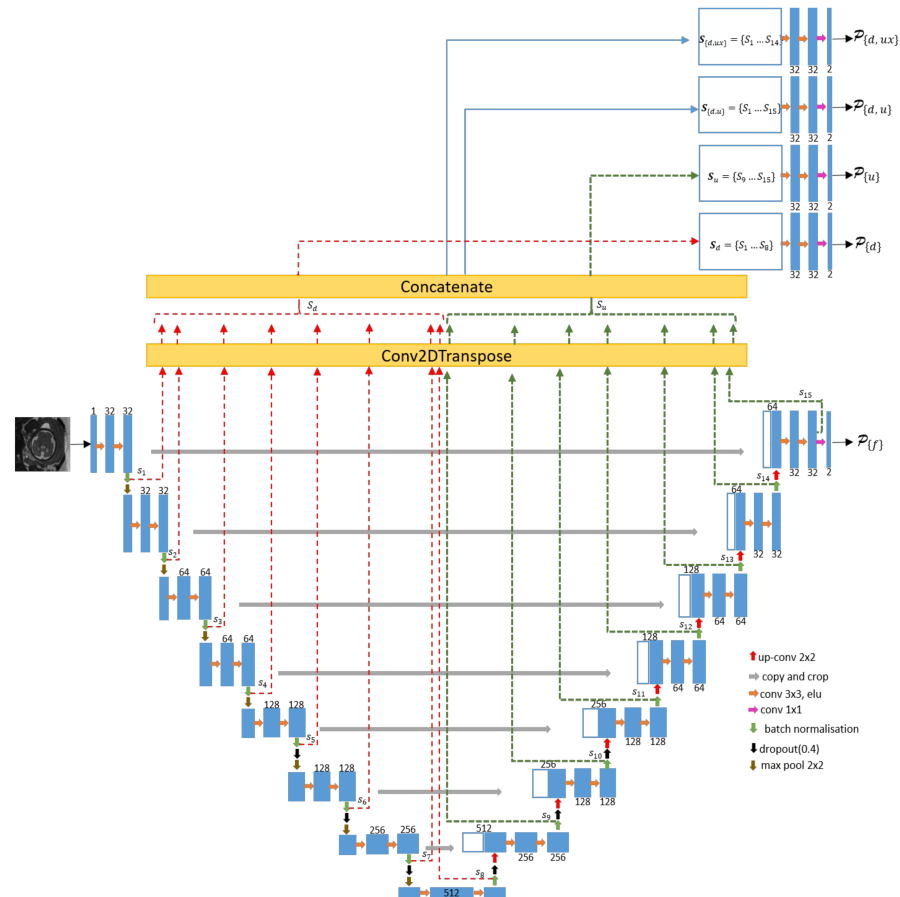 𝑺{d,ux} = {S1 ... S14,
32 32 2
𝓟{d, ux}
𝑺{d,u} = {S1 ... S15}
32 32 2
𝓟{d, u}
𝑺u = {S9 ... S15}
32 32 2
𝓟{u}
𝑺d = {S1 ... S8}
32 32 2
𝓟{d}
Concatenate
Sd Su
Conv2DTranspose
S15
1 32 32
64
32 32 2
𝓟{f}
S1
S14
32 32
64
32 32
S2
S13
64 64
128
64 64
S3
S12
64 64
128
64 64
S4
S11
128 128
256
128 128
S5
S10
128 128
256
128 128
S6
S9
256 256
512
256 256
S7
S8
512
up-conv 2x2
copy and crop
conv 3x3, elu
conv 1x1
batch normalisation
dropout(0.4)
max pool 2x2